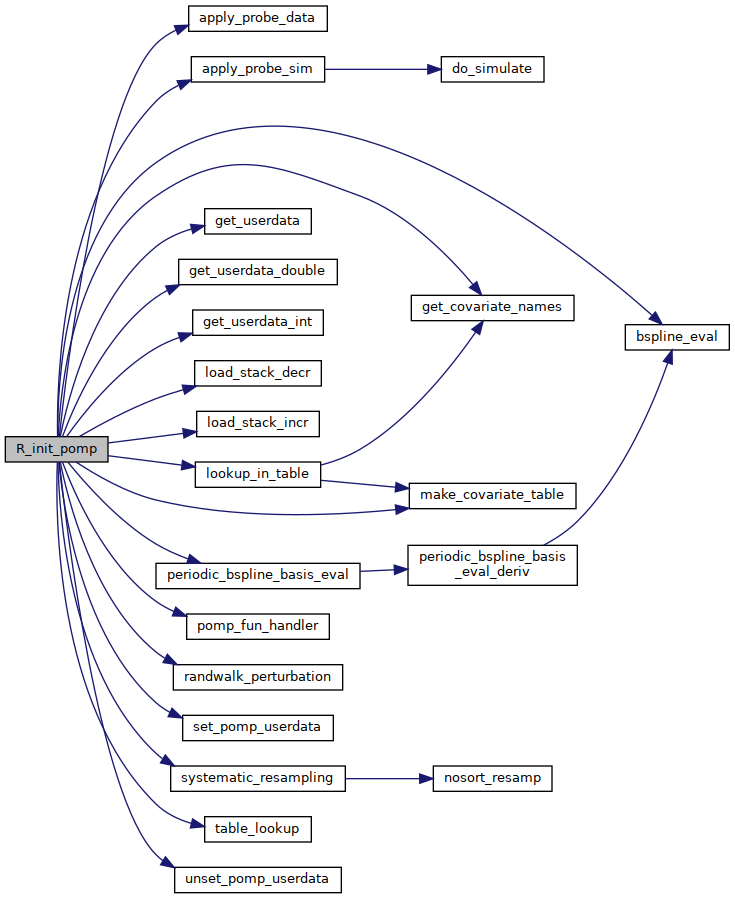 apply_probe_data
apply_probe_sim
do_simulate
get_userdata
get_userdata_double
get_covariate_names
get_userdata_int
bspline_eval
load_stack_decr
load_stack_incr
R_init_pomp
lookup_in_table
make_covariate_table
periodic_bspline_basis
_eval_deriv
periodic_bspline_basis_eval
pomp_fun_handler
randwalk_perturbation
set_pomp_userdata
systematic_resampling
nosort_resamp
table_lookup
unset_pomp_userdata